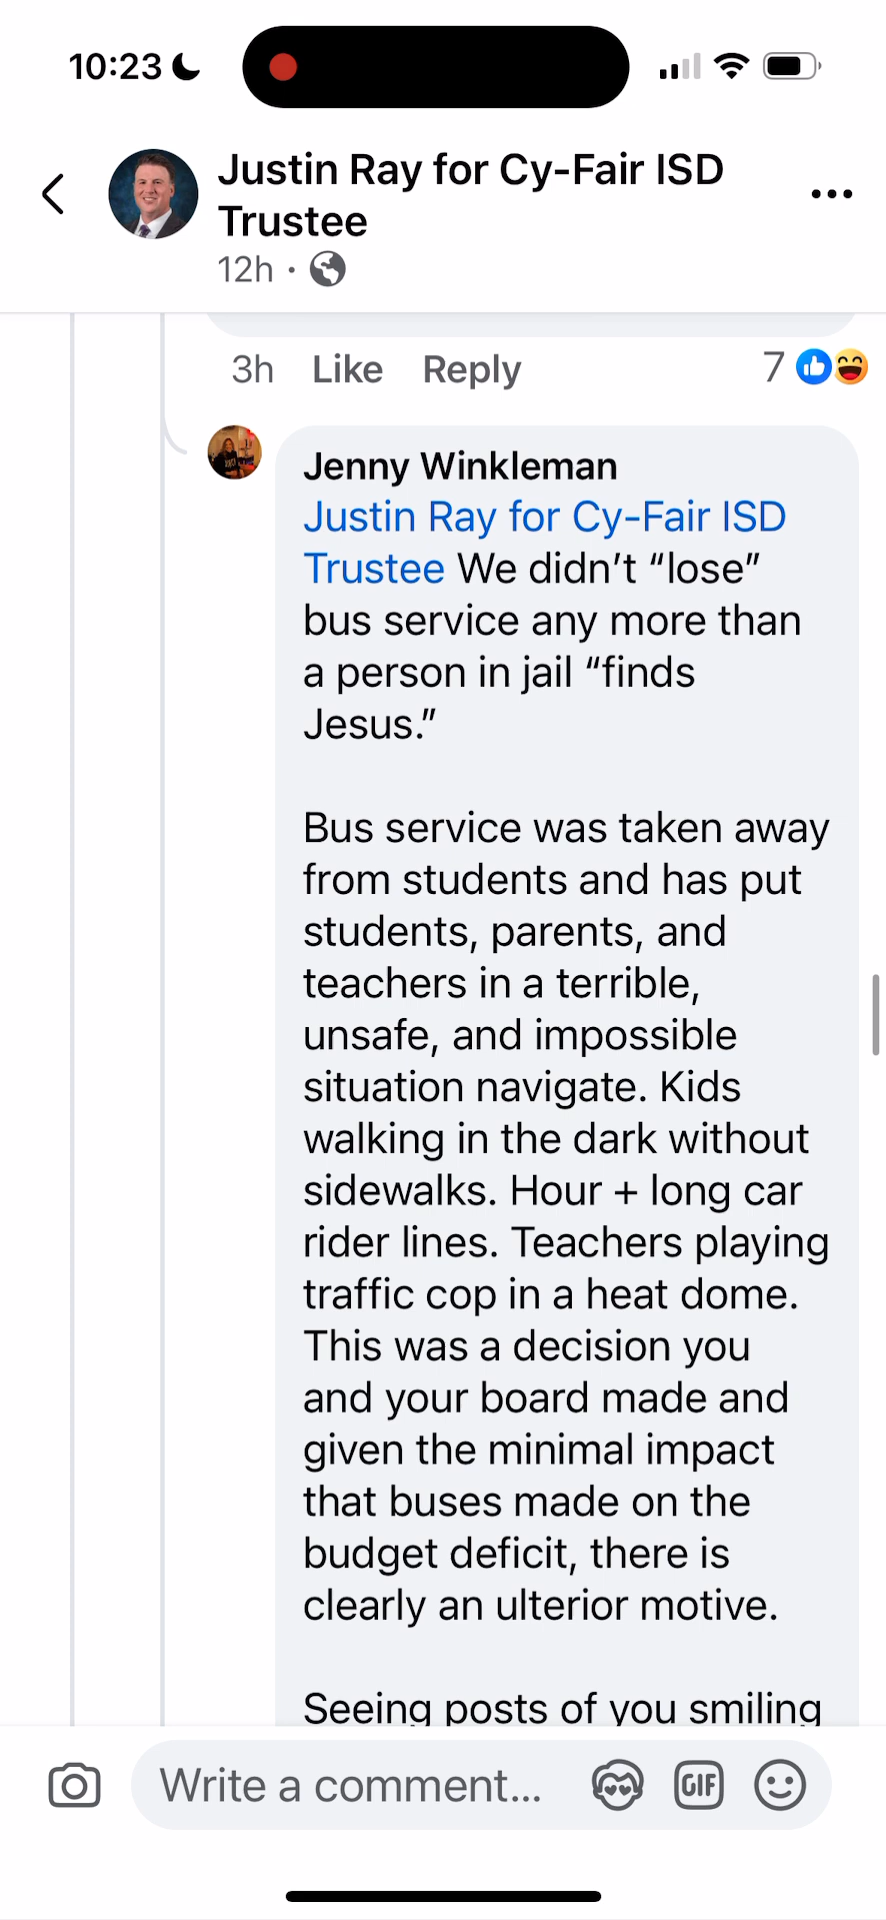 10:23
Justin Ray for Cy-Fair ISD
Trustee
12h ·
3h Like Reply 7
Jenny Winkleman
Justin Ray for Cy-Fair ISD
Trustee We didn’t “lose”
bus service any more than
a person in jail “finds
Jesus.”
Bus service was taken away
from students and has put
students, parents, and
teachers in a terrible,
unsafe, and impossible
situation navigate. Kids
walking in the dark without
sidewalks. Hour + long car
rider lines. Teachers playing
traffic cop in a heat dome.
This was a decision you
and your board made and
given the minimal impact
that buses made on the
budget deficit, there is
clearly an ulterior motive.
Seeing posts of you smiling
Write a comment...
GIF